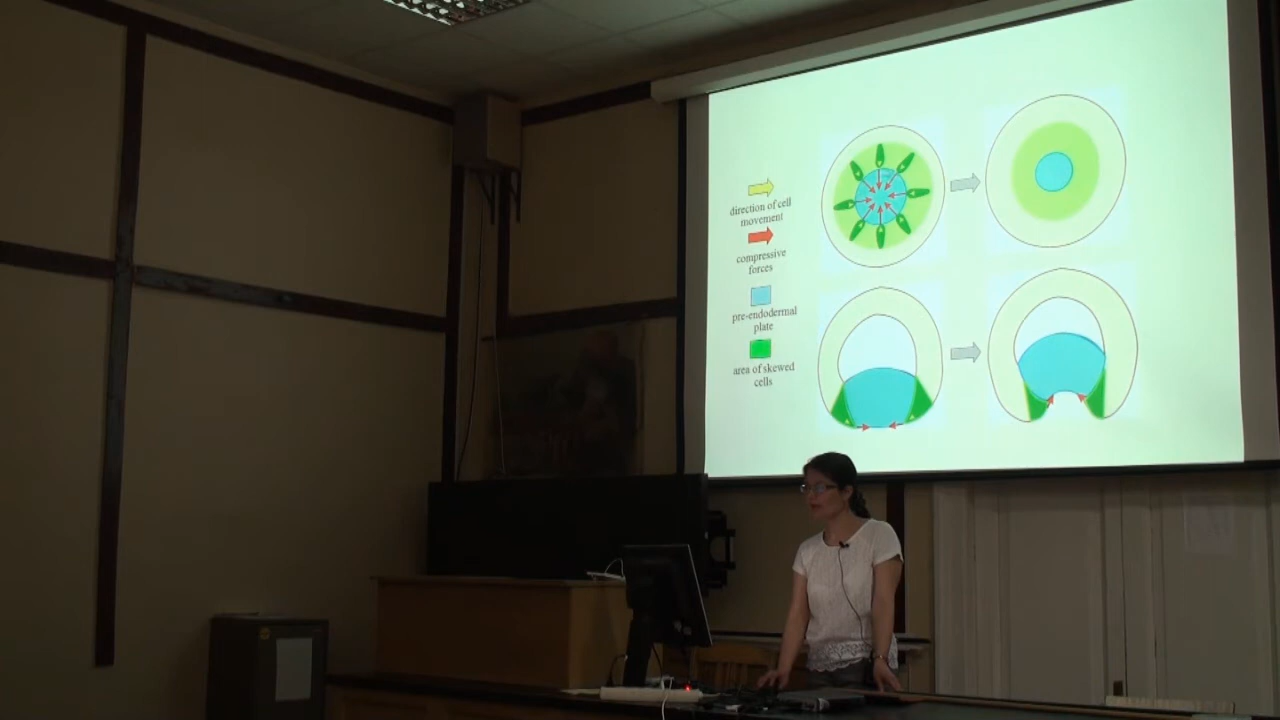 direction of cell
movement
compressive
forces
pre-endodermal
plate
area of skewed
cells